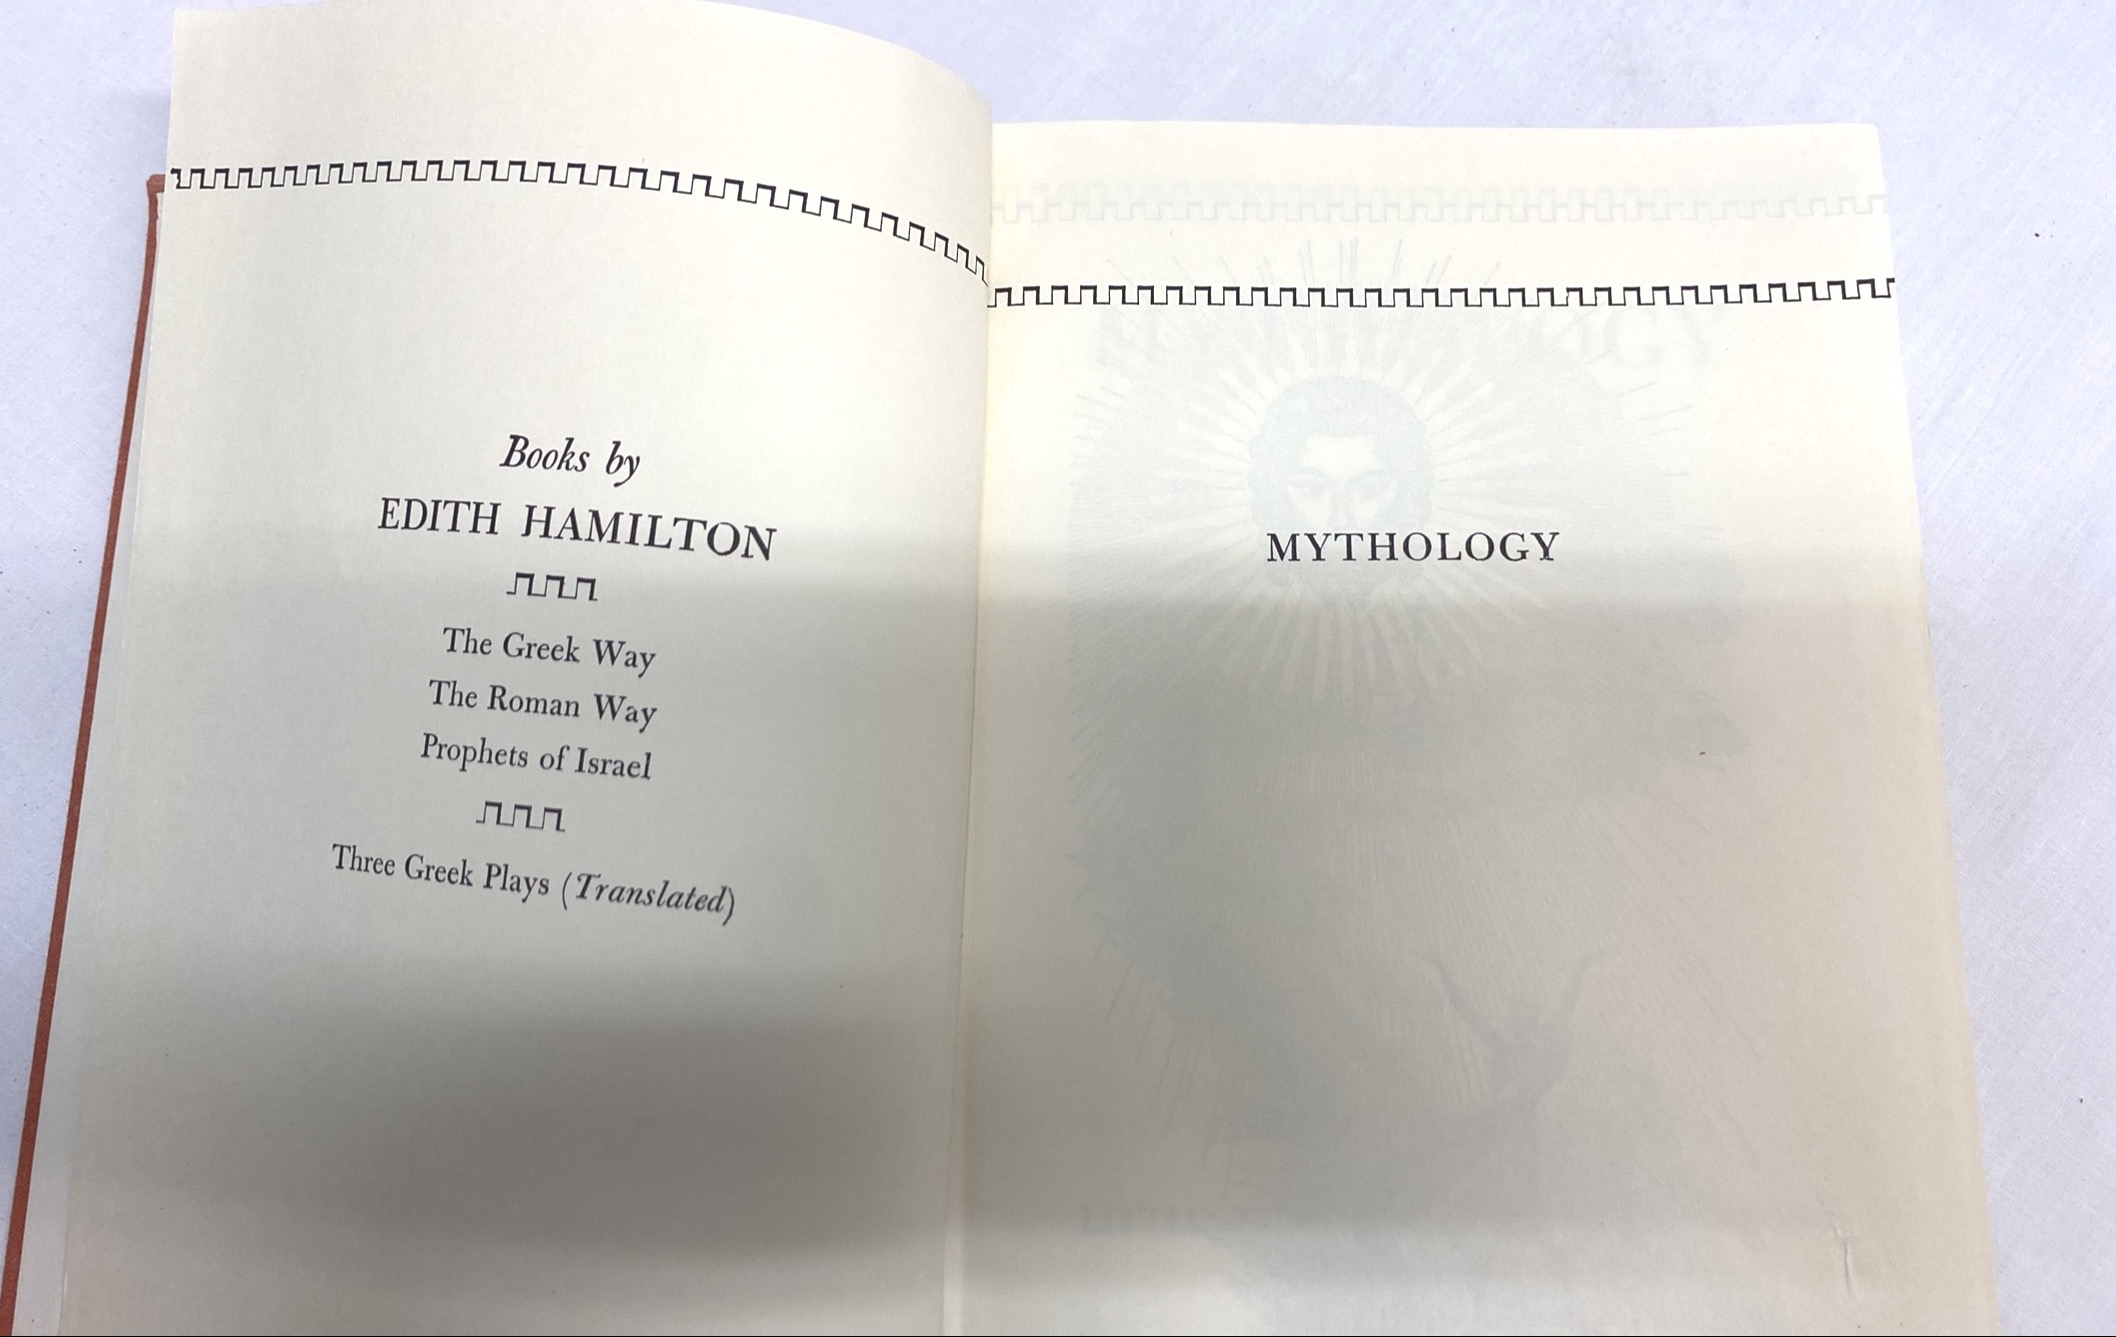 Books by
EDITH HAMILTON
The Greek Way
The Roman Way
Prophets of Israel
Three Greek Plays (Translated)
MYTHOLOGY